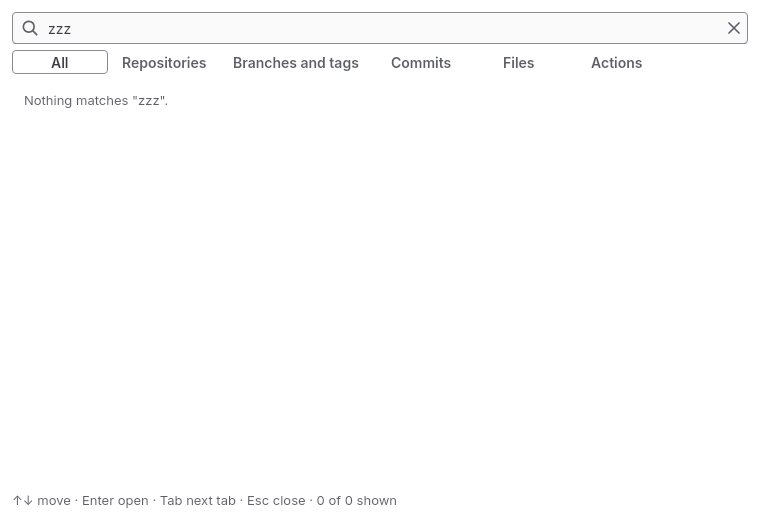 zzz
All Repositories Branches and tags Commits Files Actions
Nothing matches "zzz".
↑↓ move · Enter open · Tab next tab · Esc close · 0 of 0 shown